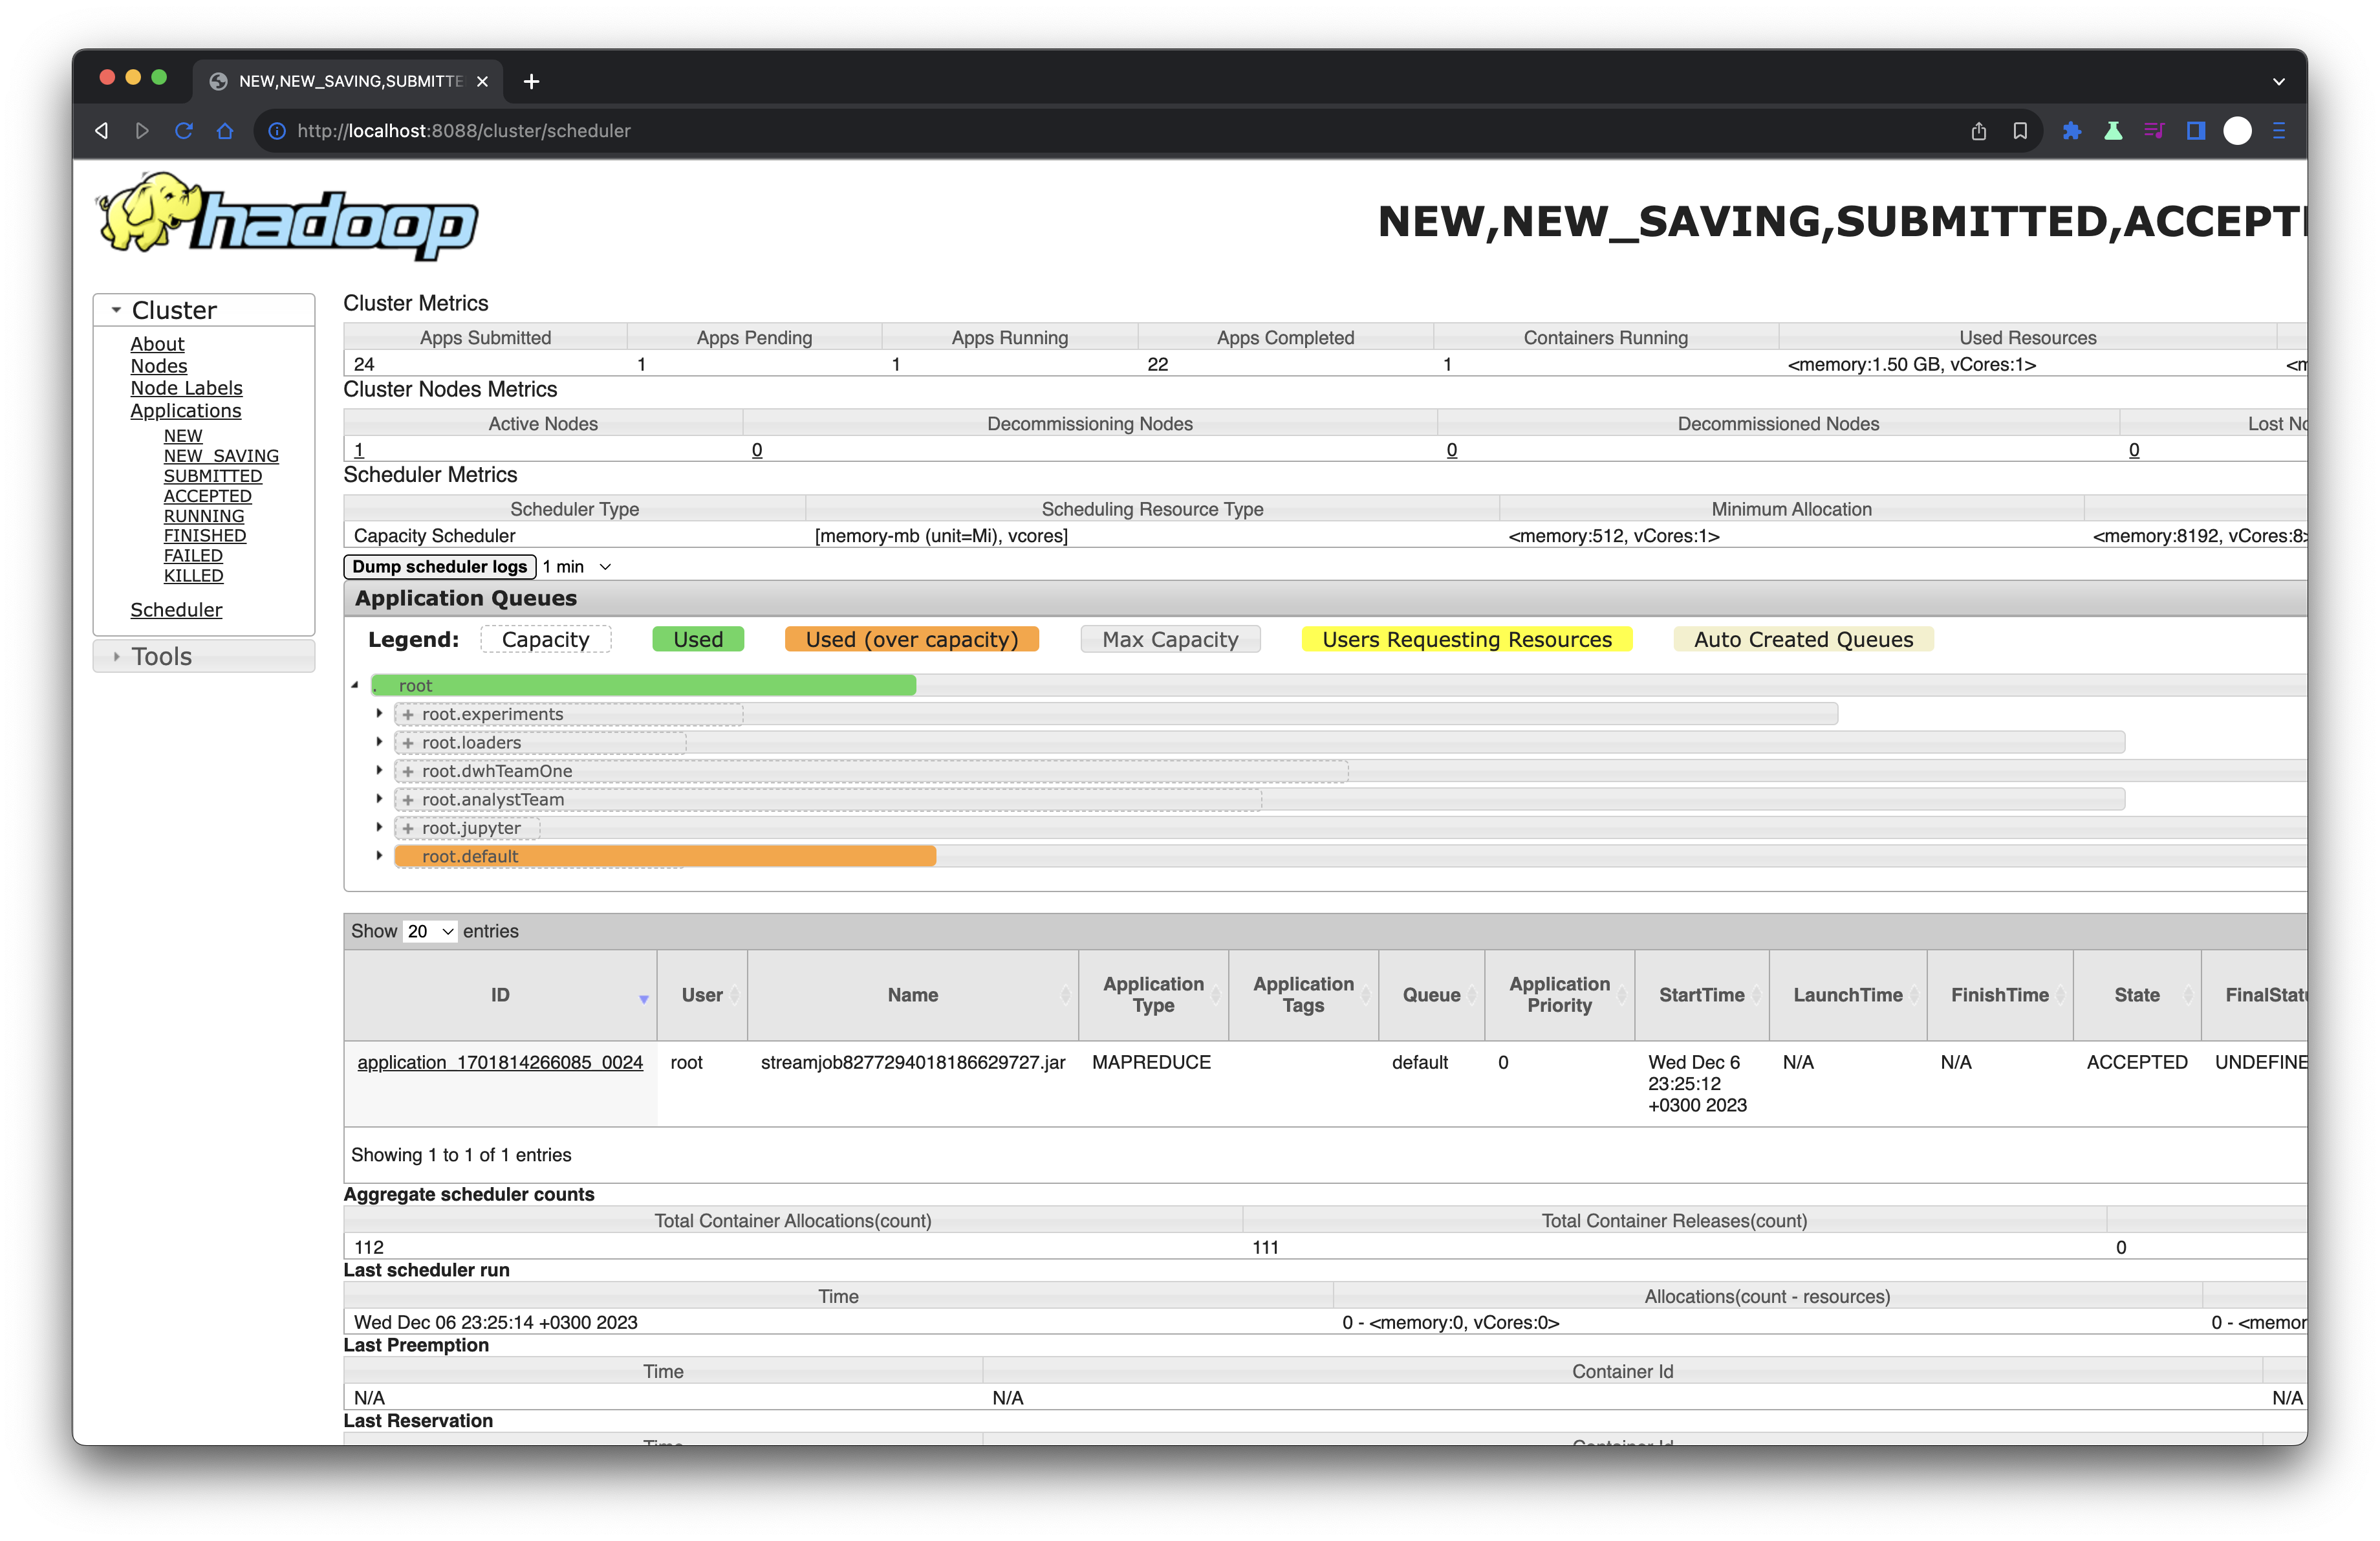 NEW,NEW_SAVING,SUBMITTE
http://localhost:8088/cluster/scheduler
hadoop
NEW,NEW_SAVING,SUBMITTED,ACCEPT
Cluster
About
Nodes
Node Labels
Applications
NEW
NEW_SAVING
SUBMITTED
ACCEPTED
RUNNING
FINISHED
FAILED
KILLED
Scheduler
Tools
Cluster Metrics
Apps Submitted Apps Pending Apps Running Apps Completed Containers Running Used Resources
24 1 1 22 1 <memory:1.50 GB, vCores:1> <m
Cluster Nodes Metrics
Active Nodes Decommissioning Nodes Decommissioned Nodes Lost No
1 0 0 0
Scheduler Metrics
Scheduler Type Scheduling Resource Type Minimum Allocation
Capacity Scheduler [memory-mb (unit=Mi), vcores] <memory:512, vCores:1> <memory:8192, vCores:8>
Dump scheduler logs 1 min
Application Queues
Legend: Capacity Used Used (over capacity) Max Capacity Users Requesting Resources Auto Created Queues
. root
+ root.experiments
+ root.loaders
+ root.dwhTeamOne
+ root.analystTeam
+ root.jupyter
root.default
Show 20 entries
ID User Name Application Type Application Tags Queue Application Priority StartTime LaunchTime FinishTime State FinalStatu
application_1701814266085_0024 root streamjob8277294018186629727.jar MAPREDUCE default 0 Wed Dec 6 23:25:12 +0300 2023 N/A N/A ACCEPTED UNDEFINE
Showing 1 to 1 of 1 entries
Aggregate scheduler counts
Total Container Allocations(count) Total Container Releases(count)
112 111 0
Last scheduler run
Time Allocations(count - resources)
Wed Dec 06 23:25:14 +0300 2023 0 - <memory:0, vCores:0> 0 - <memor
Last Preemption
Time Container Id
N/A N/A N/A
Last Reservation
Time Container Id